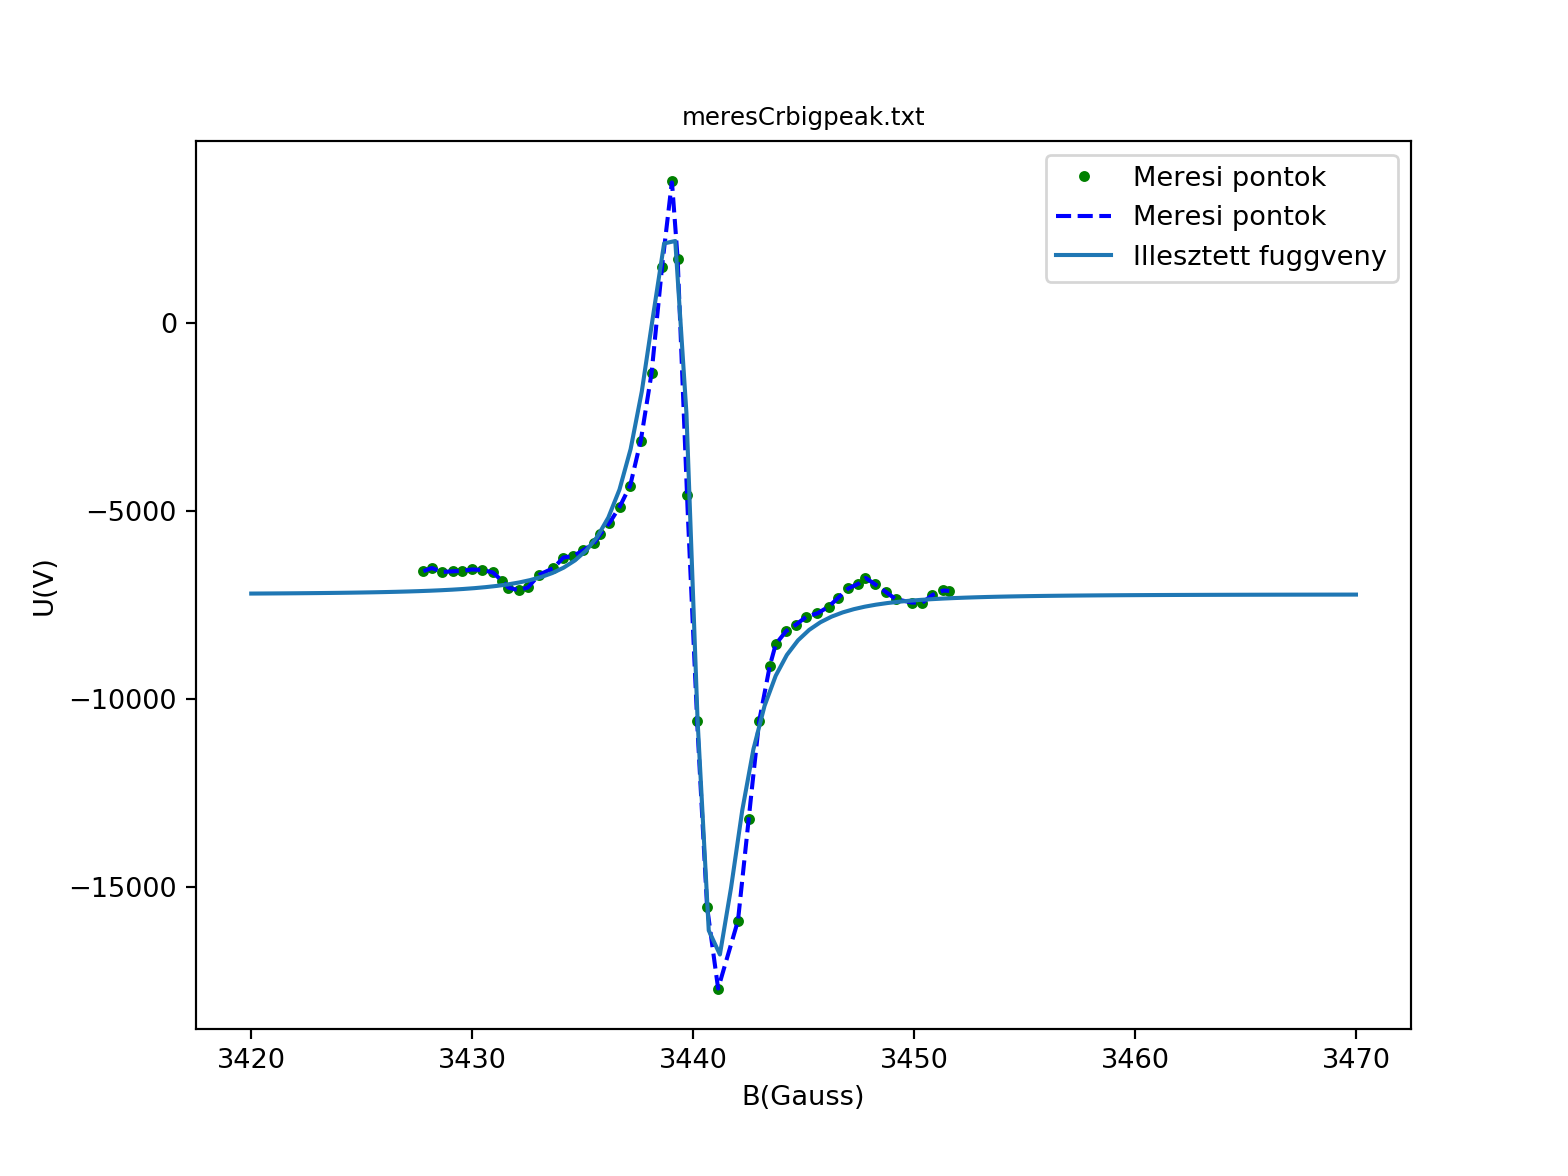 meresCrbigpeak.txt
Meresi pontok
Meresi pontok
Illesztett fuggveny
0
−5000
−10000
−15000
U(V)
3420 3430 3440 3450 3460 3470
B(Gauss)